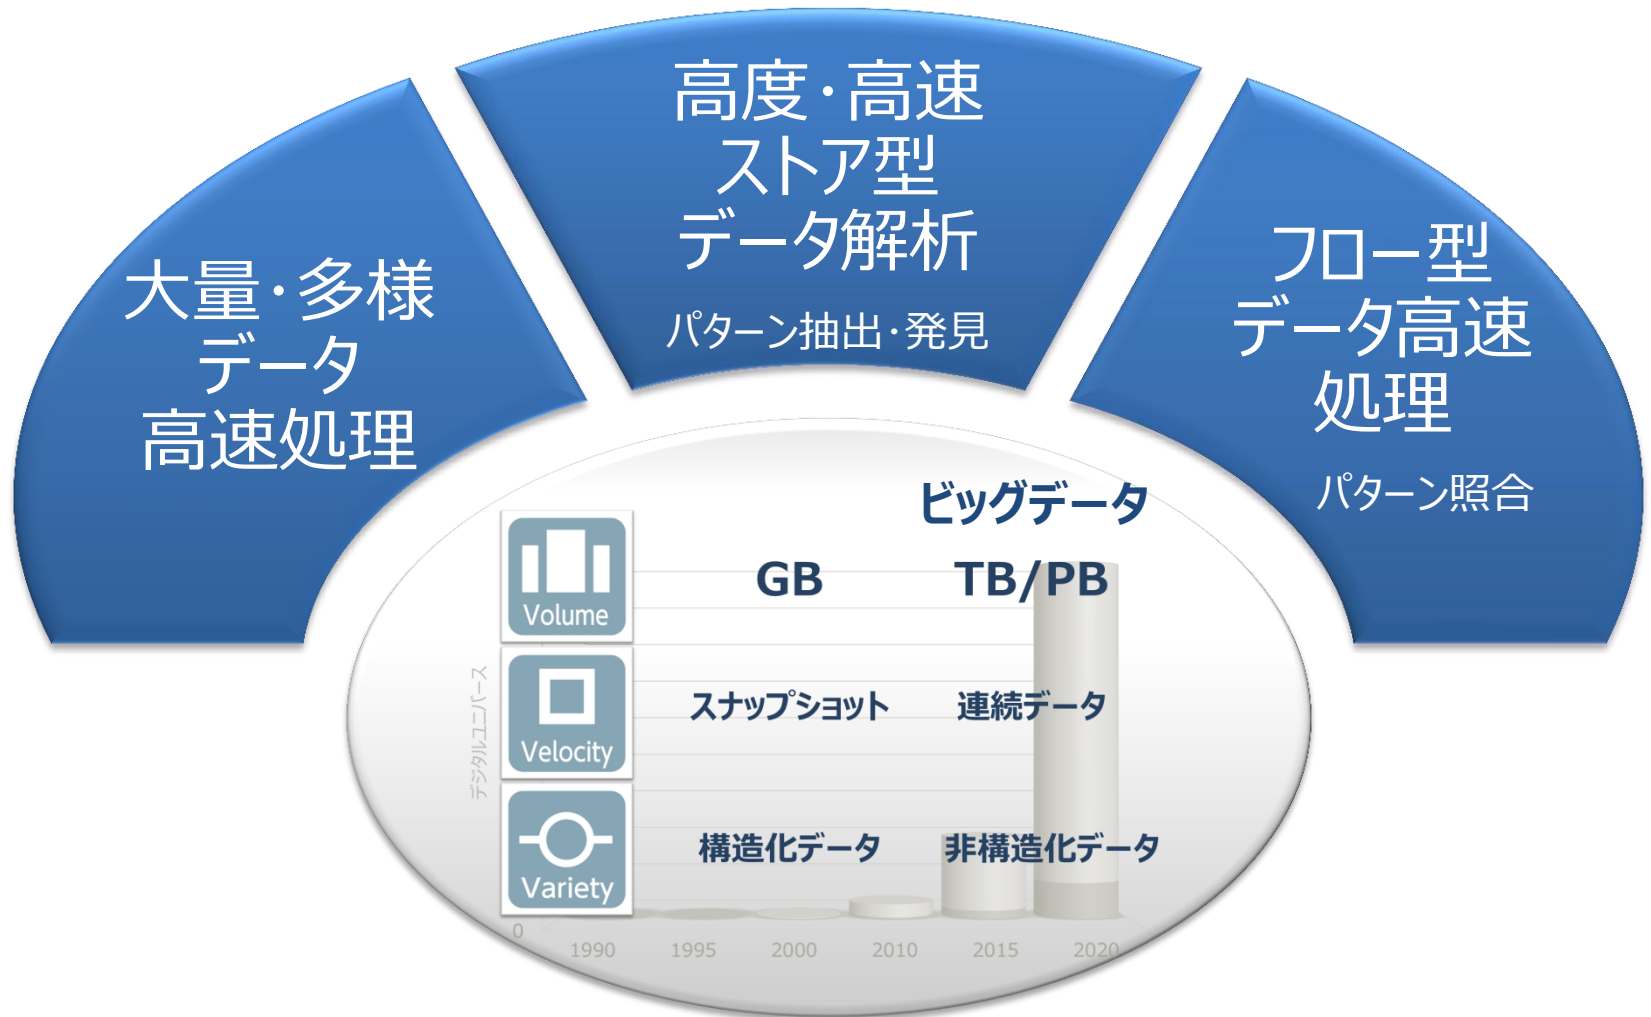 大量・多様
データ
高速処理
高度・高速
ストア型
データ解析
パターン抽出・発見
フロー型
データ高速
処理
パターン照合
ビッグデータ
Volume
GB
TB/PB
Velocity
スナップショット
連続データ
Variety
構造化データ
非構造化データ
デジタルユニバース
0
1990
1995
2000
2010
2015
2020